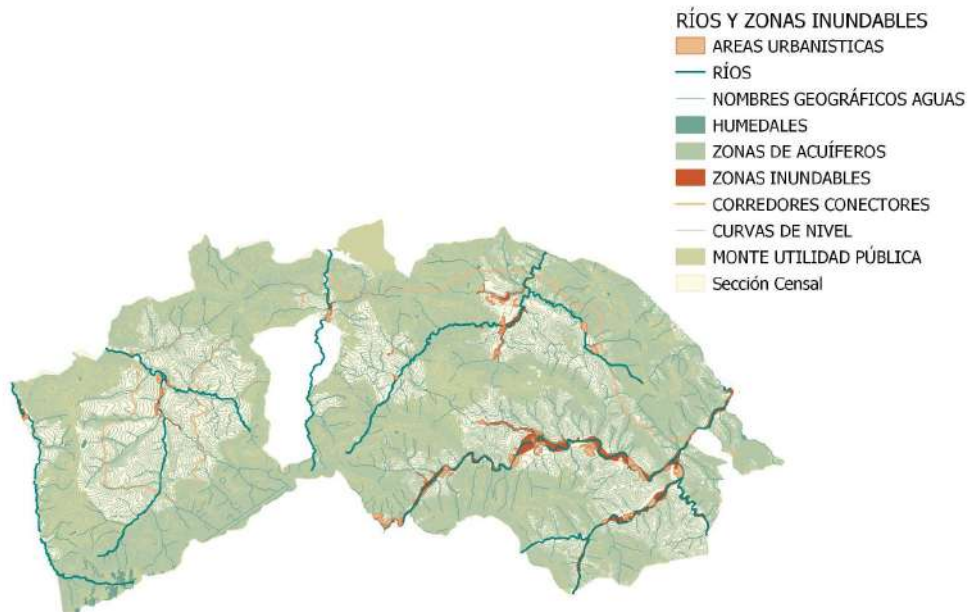 RÍOS Y ZONAS INUNDABLES
AREAS URBANISTICAS
RÍOS
NOMBRES GEOGRÁFICOS AGUAS
HUMEDALES
ZONAS DE ACUÍFEROS
ZONAS INUNDABLES
CORREDORES CONECTORES
CURVAS DE NIVEL
MONTE UTILIDAD PÚBLICA
Sección Censal